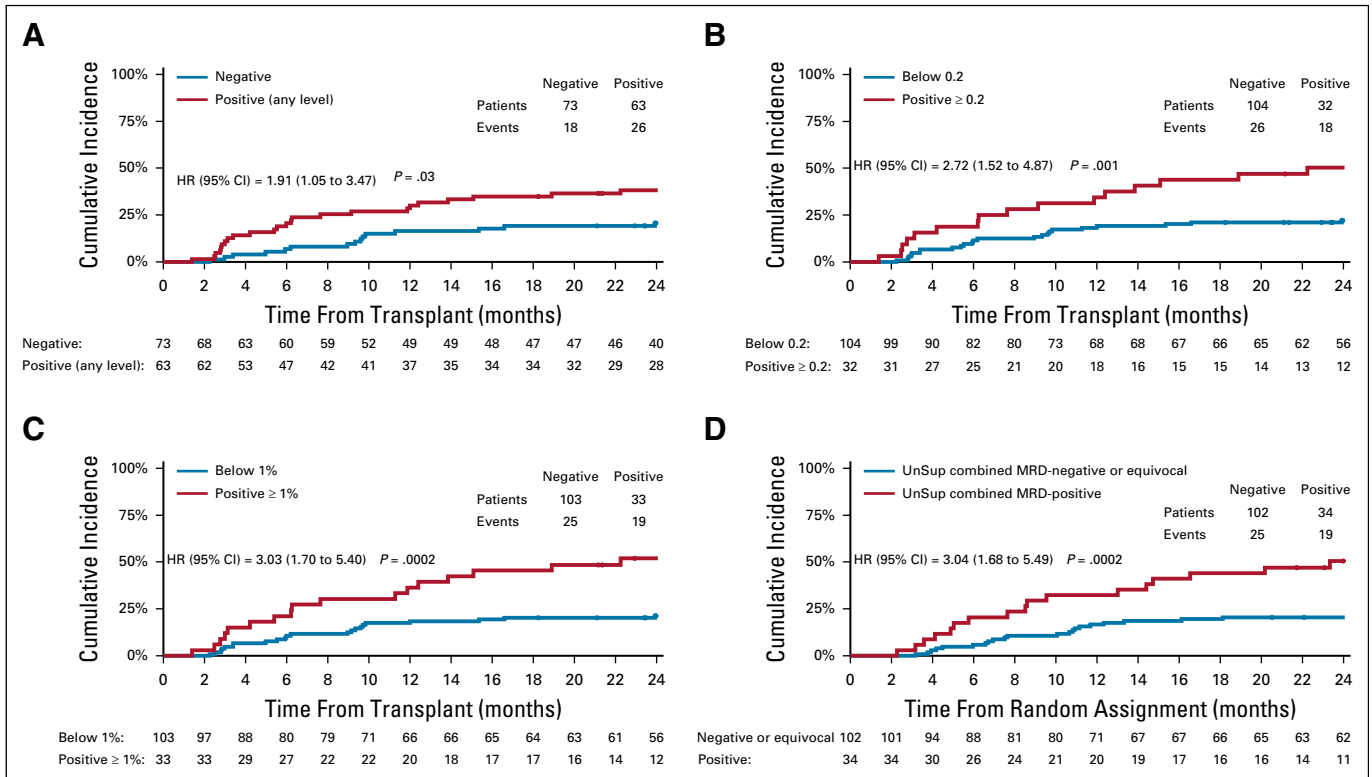 A
100%
75%
50%
25%
0%
Cumulative Incidence
Negative
Positive (any level)
Negative Positive
Patients 73 63
Events 18 26
HR (95% CI) = 1.91 (1.05 to 3.47) P = .03
0 2 4 6 8 10 12 14 16 18 20 22 24
Time From Transplant (months)
Negative: 73 68 63 60 59 52 49 49 48 47 47 46 40
Positive (any level): 63 62 53 47 42 41 37 35 34 34 32 29 28
B
100%
75%
50%
25%
0%
Cumulative Incidence
Below 0.2
Positive ≥ 0.2
Negative Positive
Patients 104 32
Events 26 18
HR (95% CI) = 2.72 (1.52 to 4.87) P = .001
0 2 4 6 8 10 12 14 16 18 20 22 24
Time From Transplant (months)
Below 0.2: 104 99 90 82 80 73 68 68 67 66 65 62 56
Positive ≥ 0.2: 32 31 27 25 21 20 18 16 15 15 14 13 12
C
100%
75%
50%
25%
0%
Cumulative Incidence
Below 1%
Positive ≥ 1%
Negative Positive
Patients 103 33
Events 25 19
HR (95% CI) = 3.03 (1.70 to 5.40) P = .0002
0 2 4 6 8 10 12 14 16 18 20 22 24
Time From Transplant (months)
Below 1%: 103 97 88 80 79 71 66 66 65 64 63 61 56
Positive ≥ 1%: 33 33 29 27 22 22 20 18 17 17 16 14 12
D
100%
75%
50%
25%
0%
Cumulative Incidence
UnSup combined MRD-negative or equivocal
UnSup combined MRD-positive
Negative Positive
Patients 102 34
Events 25 19
HR (95% CI) = 3.04 (1.68 to 5.49) P = .0002
0 2 4 6 8 10 12 14 16 18 20 22 24
Time From Random Assignment (months)
Negative or equivocal 102 101 94 88 81 80 71 67 67 66 65 63 62
Positive: 34 34 30 26 24 21 20 19 17 16 16 14 11